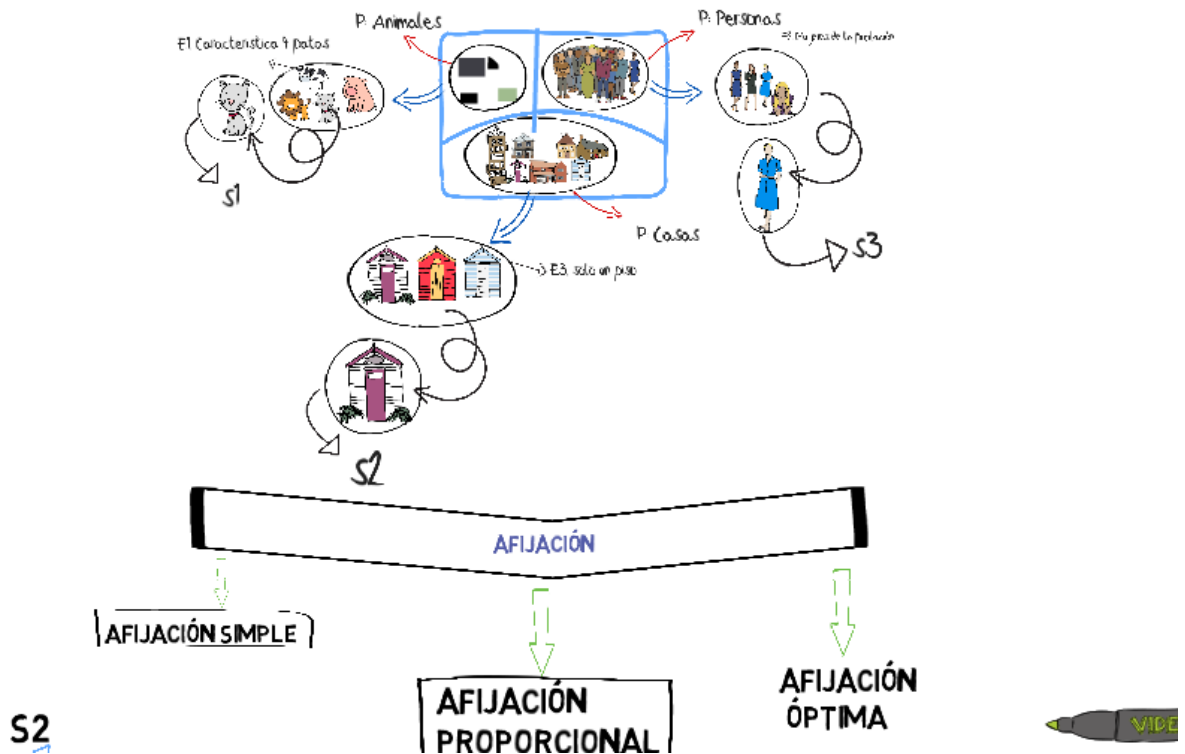 P: Animales
P: Personas
E1 Característica 4 patas
S1
P: Casas
S3
E3. solo un piso
S2
AFIJACIÓN
AFIJACIÓN SIMPLE
AFIJACIÓN
PROPORCIONAL
AFIJACIÓN
ÓPTIMA
S2